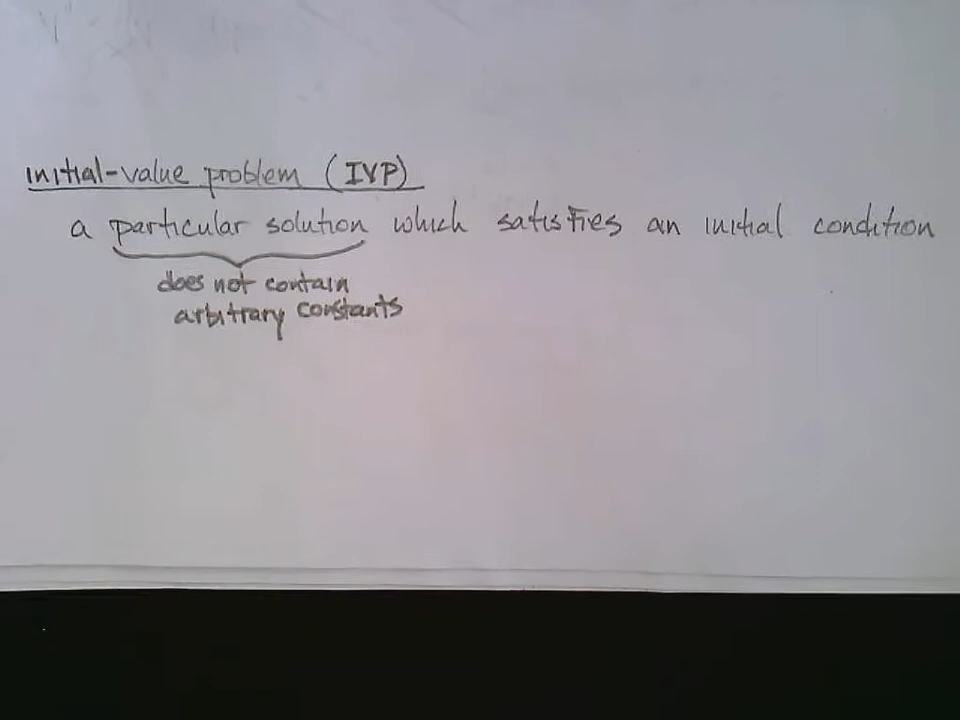 initial-value problem (IVP)
a particular solution which satisfies an initial condition
does not contain
arbitrary constants